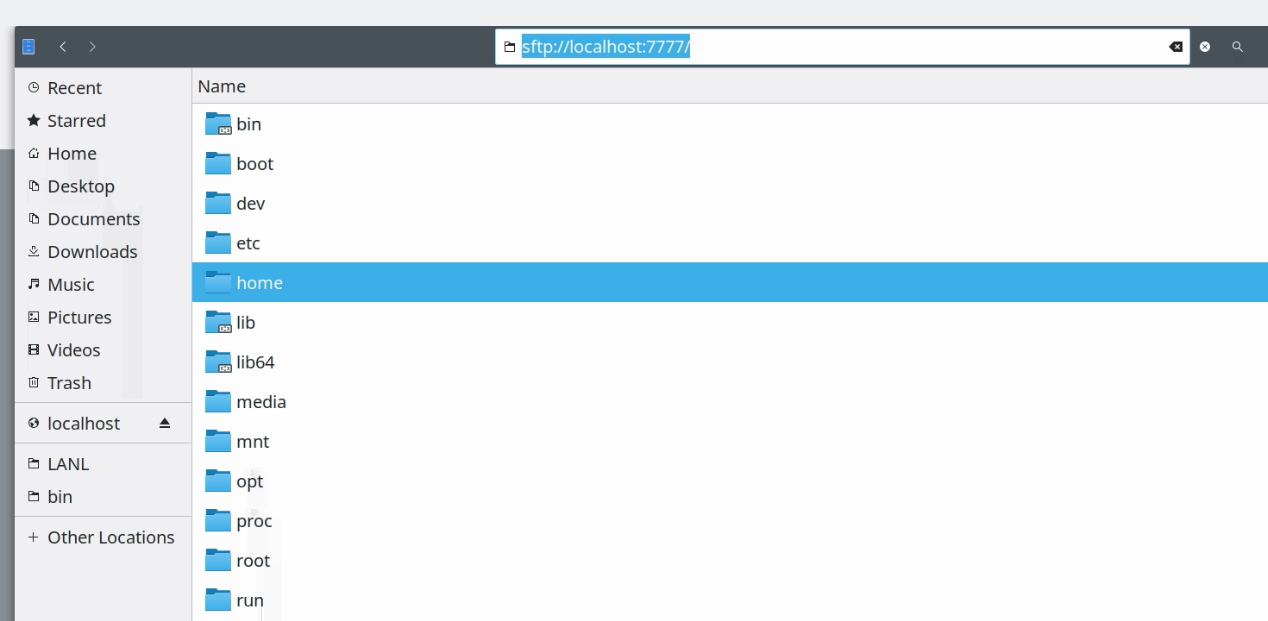 sftp://localhost:7777/
Recent
Starred
Home
Desktop
Documents
Downloads
Music
Pictures
Videos
Trash
localhost
LANL
bin
Other Locations
Name
bin
boot
dev
etc
home
lib
lib64
media
mnt
opt
proc
root
run